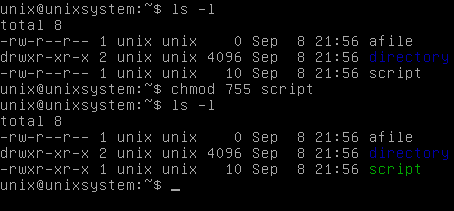 unix@unixsystem:~$ ls -l
total 8
-rw-r--r-- 1 unix unix    0 Sep  8 21:56 afile
drwxr-xr-x 2 unix unix 4096 Sep  8 21:56 directory
-rw-r--r-- 1 unix unix   10 Sep  8 21:56 script
unix@unixsystem:~$ chmod 755 script
unix@unixsystem:~$ ls -l
total 8
-rw-r--r-- 1 unix unix    0 Sep  8 21:56 afile
drwxr-xr-x 2 unix unix 4096 Sep  8 21:56 directory
-rwxr-xr-x 1 unix unix   10 Sep  8 21:56 script
unix@unixsystem:~$ _